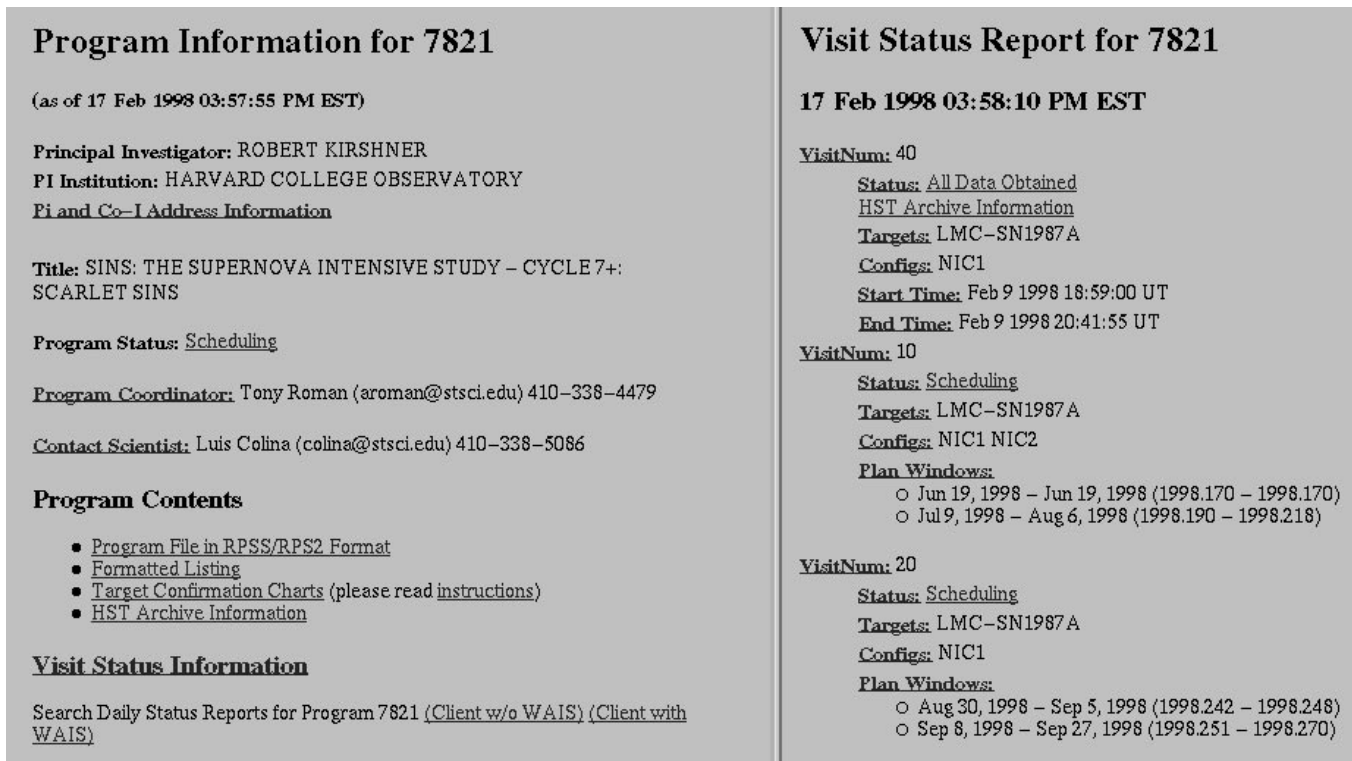 Program Information for 7821
(as of 17 Feb 1998 03:57:55 PM EST)
Principal Investigator: ROBERT KIRSHNER
PI Institution: HARVARD COLLEGE OBSERVATORY
Pi and Co-I Address Information
Title: SINS: THE SUPERNOVA INTENSIVE STUDY - CYCLE 7+:
SCARLET SINS
Program Status: Scheduling
Program Coordinator: Tony Roman (aroman@stsci.edu) 410-338-4479
Contact Scientist: Luis Colina (colina@stsci.edu) 410-338-5086
Program Contents
• Program File in RPSS/RPS2 Format
• Formatted Listing
• Target Confirmation Charts (please read instructions)
• HST Archive Information
Visit Status Information
Search Daily Status Reports for Program 7821 (Client w/o WAIS) (Client with
WAIS)
Visit Status Report for 7821
17 Feb 1998 03:58:10 PM EST
VisitNum: 40
Status: All Data Obtained
HST Archive Information
Targets: LMC-SN1987A
Configs: NIC1
Start Time: Feb 9 1998 18:59:00 UT
End Time: Feb 9 1998 20:41:55 UT
VisitNum: 10
Status: Scheduling
Targets: LMC-SN1987A
Configs: NIC1 NIC2
Plan Windows:
○ Jun 19, 1998 - Jun 19, 1998 (1998.170 - 1998.170)
○ Jul 9, 1998 - Aug 6, 1998 (1998.190 - 1998.218)
VisitNum: 20
Status: Scheduling
Targets: LMC-SN1987A
Configs: NIC1
Plan Windows:
○ Aug 30, 1998 - Sep 5, 1998 (1998.242 - 1998.248)
○ Sep 8, 1998 - Sep 27, 1998 (1998.251 - 1998.270)